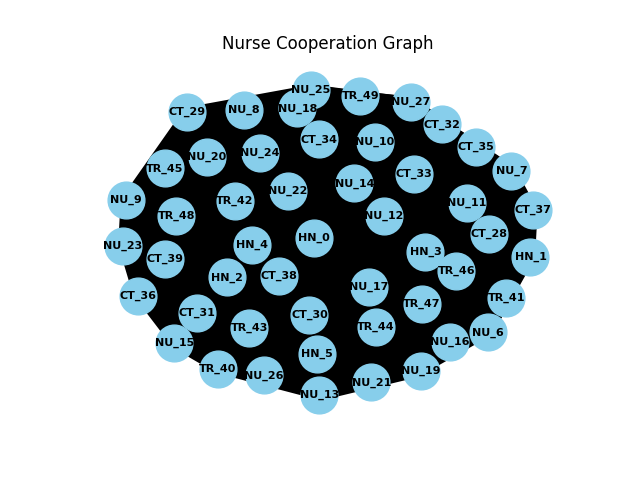 Nurse Cooperation Graph
NU_25
TR_49
NU_27
CT_29
NU_8
NU_18
CT_32
CT_34
NU_10
CT_35
NU_20
NU_24
TR_45
NU_7
CT_33
NU_14
NU_22
NU_9
TR_42
NU_11
CT_37
TR_48
NU_12
CT_28
HN_0
NU_23
HN_4
HN_3
CT_39
HN_1
TR_46
HN_2
CT_38
NU_17
CT_36
TR_41
TR_47
CT_31
CT_30
TR_43
TR_44
NU_6
NU_15
NU_16
HN_5
TR_40
NU_26
NU_19
NU_21
NU_13